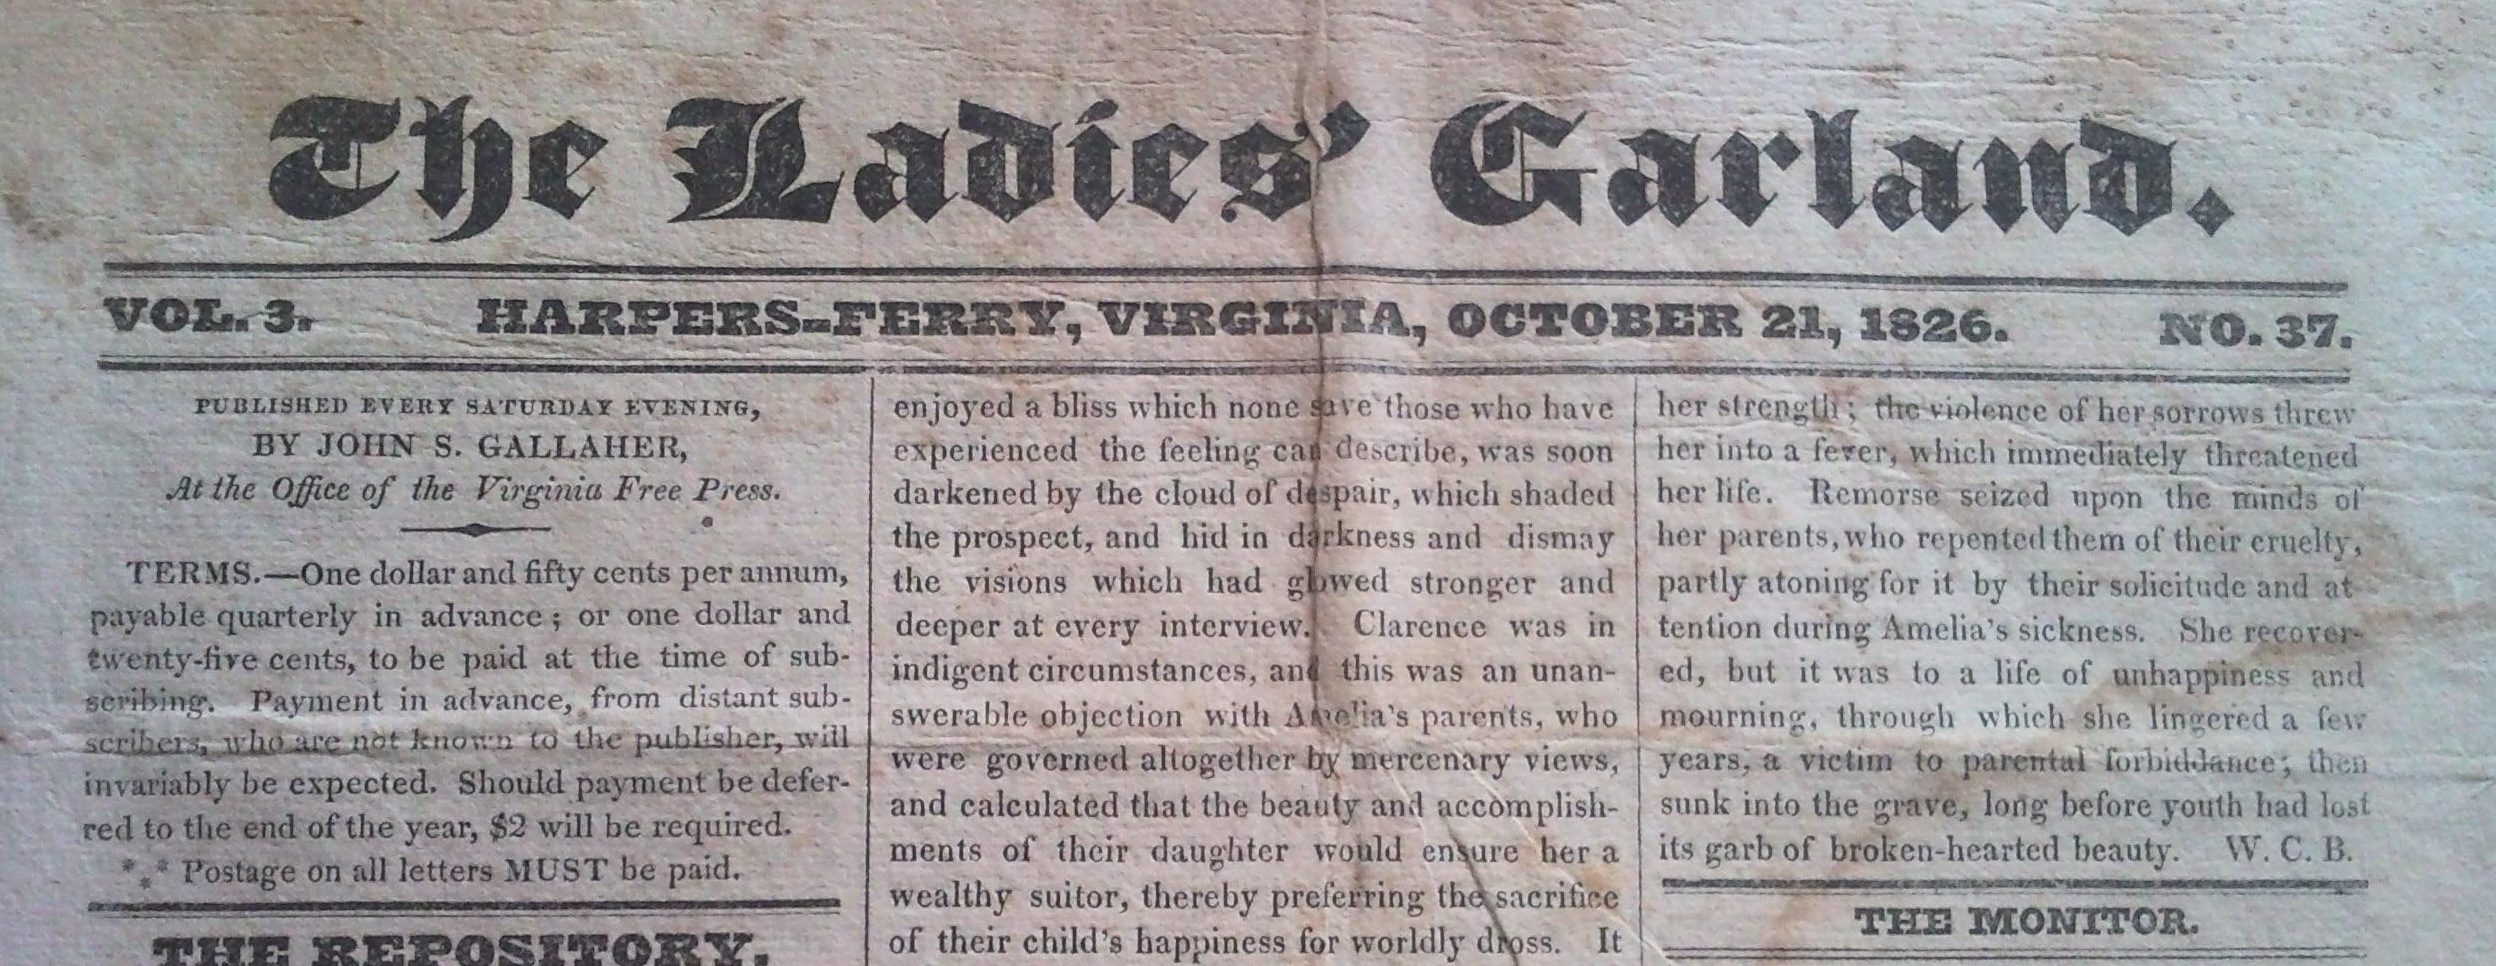 The Ladies' Garland.
VOL. 3. HARPERS-FERRY, VIRGINIA, OCTOBER 21, 1826. NO. 37.
PUBLISHED EVERY SATURDAY EVENING,
BY JOHN S. GALLAHER,
At the Office of the Virginia Free Press.
TERMS.—One dollar and fifty cents per annum,
payable quarterly in advance; or one dollar and
twenty-five cents, to be paid at the time of sub-
scribing. Payment in advance, from distant sub-
scribers, who are not known to the publisher, will
invariably be expected. Should payment be defer-
red to the end of the year, $2 will be required.
*** Postage on all letters MUST be paid.
THE REPOSITORY.
enjoyed a bliss which none save those who have
experienced the feeling can describe, was soon
darkened by the cloud of despair, which shaded
the prospect, and hid in darkness and dismay
the visions which had glowed stronger and
deeper at every interview. Clarence was in
indigent circumstances, and this was an unan-
swerable objection with Amelia's parents, who
were governed altogether by mercenary views,
and calculated that the beauty and accomplish-
ments of their daughter would ensure her a
wealthy suitor, thereby preferring the sacrifice
of their child's happiness for worldly dross. It
her strength; the violence of her sorrows threw
her into a fever, which immediately threatened
her life. Remorse seized upon the minds of
her parents, who repented them of their cruelty,
partly atoning for it by their solicitude and at
tention during Amelia's sickness. She recover-
ed, but it was to a life of unhappiness and
mourning, through which she lingered a few
years, a victim to parental forbiddance; then
sunk into the grave, long before youth had lost
its garb of broken-hearted beauty. W. C. B.
THE MONITOR.